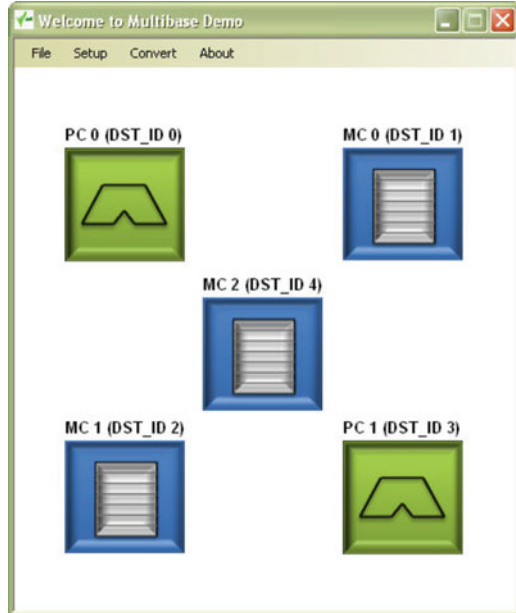 Welcome to Multibase Demo
File Setup Convert About
PC 0 (DST_ID 0) MC 0 (DST_ID 1)
MC 2 (DST_ID 4)
MC 1 (DST_ID 2) PC 1 (DST_ID 3)